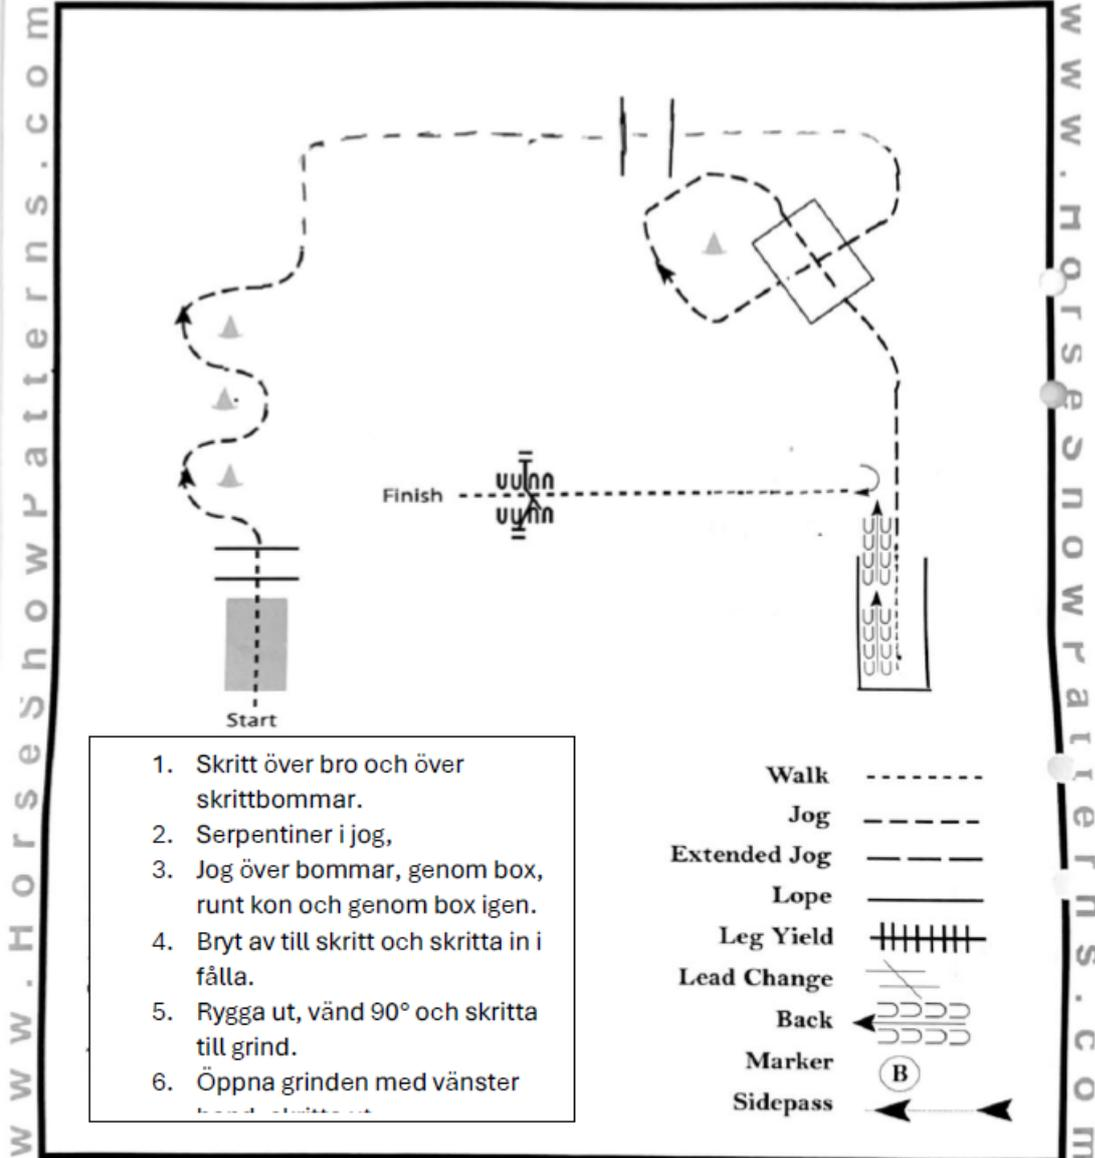 www.HorseShowPatterns.com
www.HorseShowPatterns.com
Finish
Start
1. Skritt över bro och över
skrittbommar.
2. Serpentiner i jog,
3. Jog över bommar, genom box,
runt kon och genom box igen.
4. Bryt av till skritt och skritta in i
fålla.
5. Rygga ut, vänd 90° och skritta
till grind.
6. Öppna grinden med vänster
Walk
Jog
Extended Jog
Lope
Leg Yield
Lead Change
Back
Marker
B
Sidepass